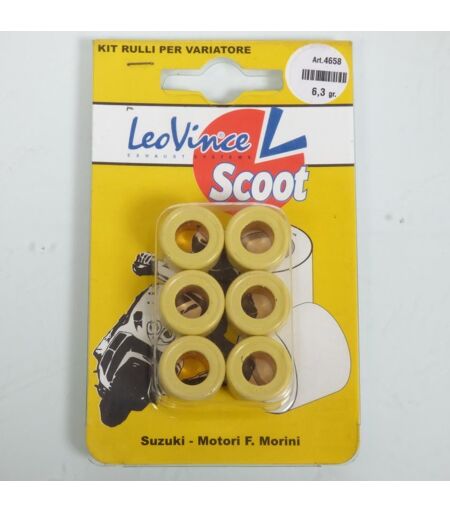 KIT RULLI PER VARIATORE
Art.4658
6,3 gr.
LeoVince L
EXHAUST SYSTEMS
Scoot
Suzuki - Motori F. Morini